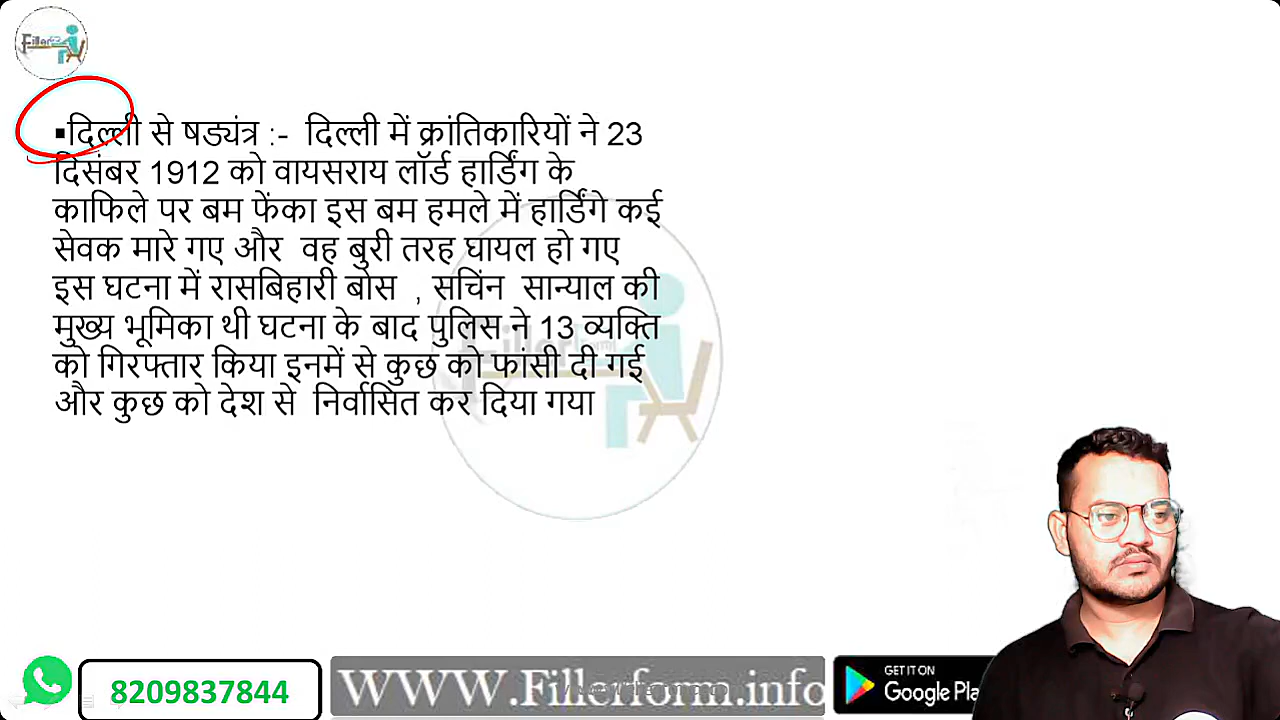 Fillerform
▪दिल्ली से षड्यंत्र :- दिल्ली में क्रांतिकारियों ने 23
दिसंबर 1912 को वायसराय लॉर्ड हार्डिंग के
काफिले पर बम फेंका इस बम हमले में हार्डिंगे कई
सेवक मारे गए और वह बुरी तरह घायल हो गए
इस घटना में रासबिहारी बोस , सचिंन सान्याल की
मुख्य भूमिका थी घटना के बाद पुलिस ने 13 व्यक्ति
को गिरफ्तार किया इनमें से कुछ को फांसी दी गई
और कुछ को देश से निर्वासित कर दिया गया
Fillerform
8209837844
WWW.Fillerform.info
GET IT ON
Google Pla